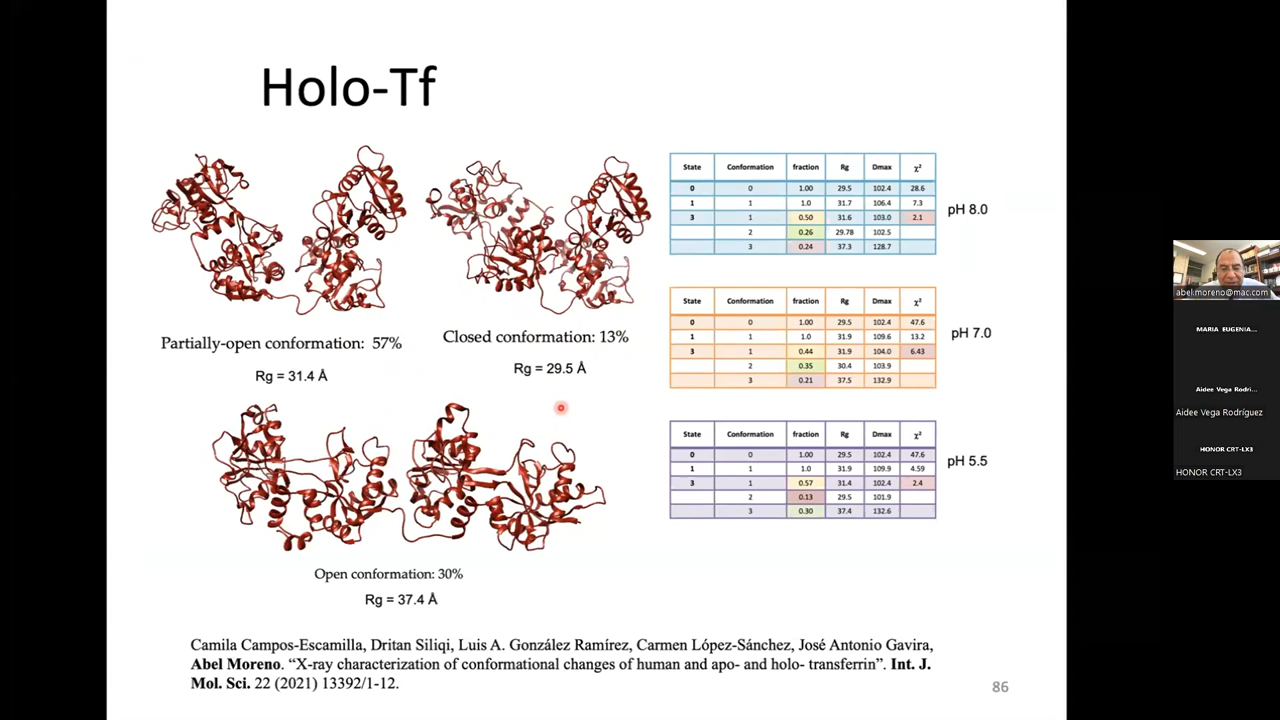 Holo-Tf
Partially-open conformation: 57%
Rg = 31.4 Å
Closed conformation: 13%
Rg = 29.5 Å
Open conformation: 30%
Rg = 37.4 Å
State Conformation fraction Rg Dmax χ²
0 0 1.00 29.5 102.4 28.6
1 1 1.0 31.7 106.4 7.3
3 1 0.50 31.6 103.0 2.1
2 0.26 29.78 102.5
3 0.24 37.3 128.7
pH 8.0
State Conformation fraction Rg Dmax χ²
0 0 1.00 29.5 102.4 47.6
1 1 1.0 31.9 109.6 13.2
3 1 0.44 31.9 104.0 6.43
2 0.35 30.4 103.9
3 0.21 37.5 132.9
pH 7.0
State Conformation fraction Rg Dmax χ²
0 0 1.00 29.5 102.4 47.6
1 1 1.0 31.9 109.9 4.59
3 1 0.57 31.4 102.4 2.4
2 0.13 29.5 101.9
3 0.30 37.4 132.6
pH 5.5
Camila Campos-Escamilla, Dritan Siliqi, Luis A. González Ramírez, Carmen López-Sánchez, José Antonio Gavira,
Abel Moreno. “X-ray characterization of conformational changes of human and apo- and holo- transferrin”. Int. J.
Mol. Sci. 22 (2021) 13392/1-12.
86
abel.moreno@mac.com
MARIA EUGENIA...
Aidee Vega Rodri...
Aidee Vega Rodríguez
HONOR CRT-LX3
HONOR CRT-LX3